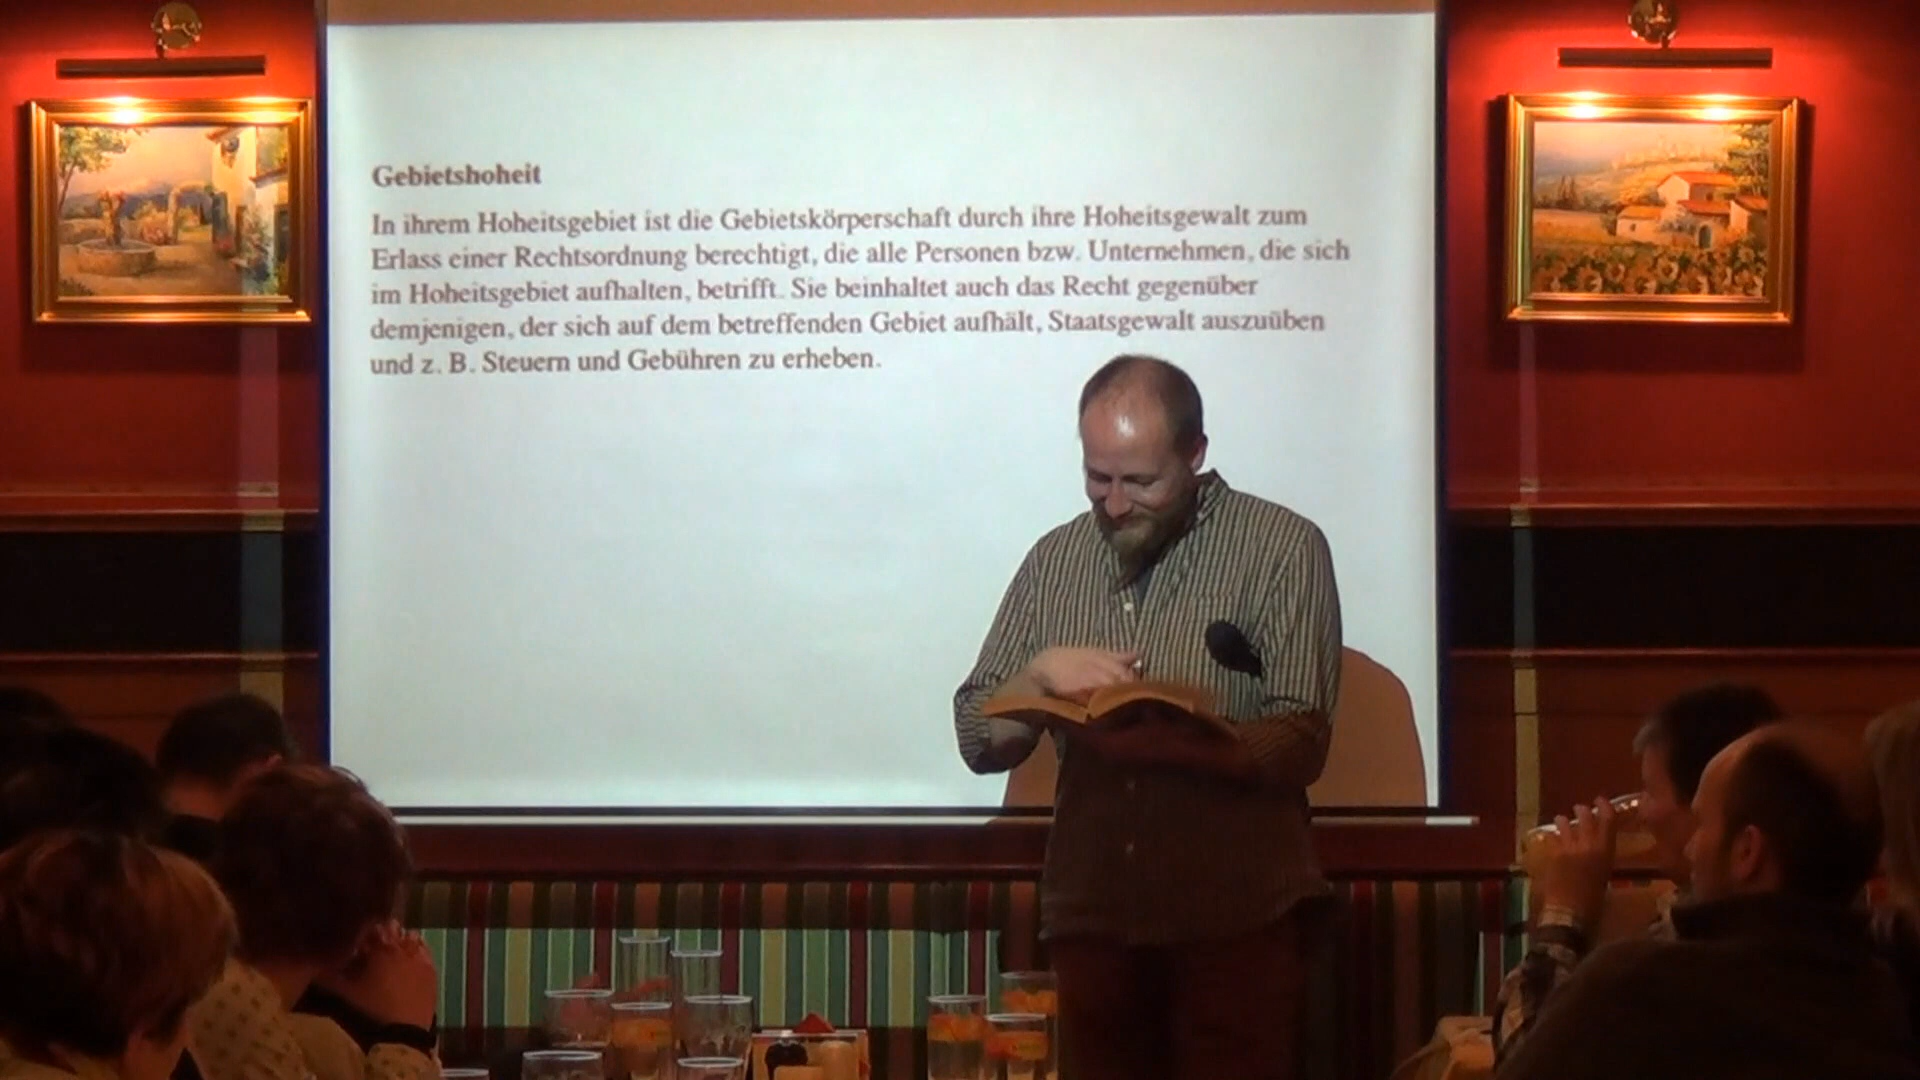 Gebietshoheit
In ihrem Hoheitsgebiet ist die Gebietskörperschaft durch ihre Hoheitsgewalt zum
Erlass einer Rechtsordnung berechtigt, die alle Personen bzw. Unternehmen, die sich
im Hoheitsgebiet aufhalten, betrifft. Sie beinhaltet auch das Recht gegenüber
demjenigen, der sich auf dem betreffenden Gebiet aufhält, Staatsgewalt auszuüben
und z. B. Steuern und Gebühren zu erheben.